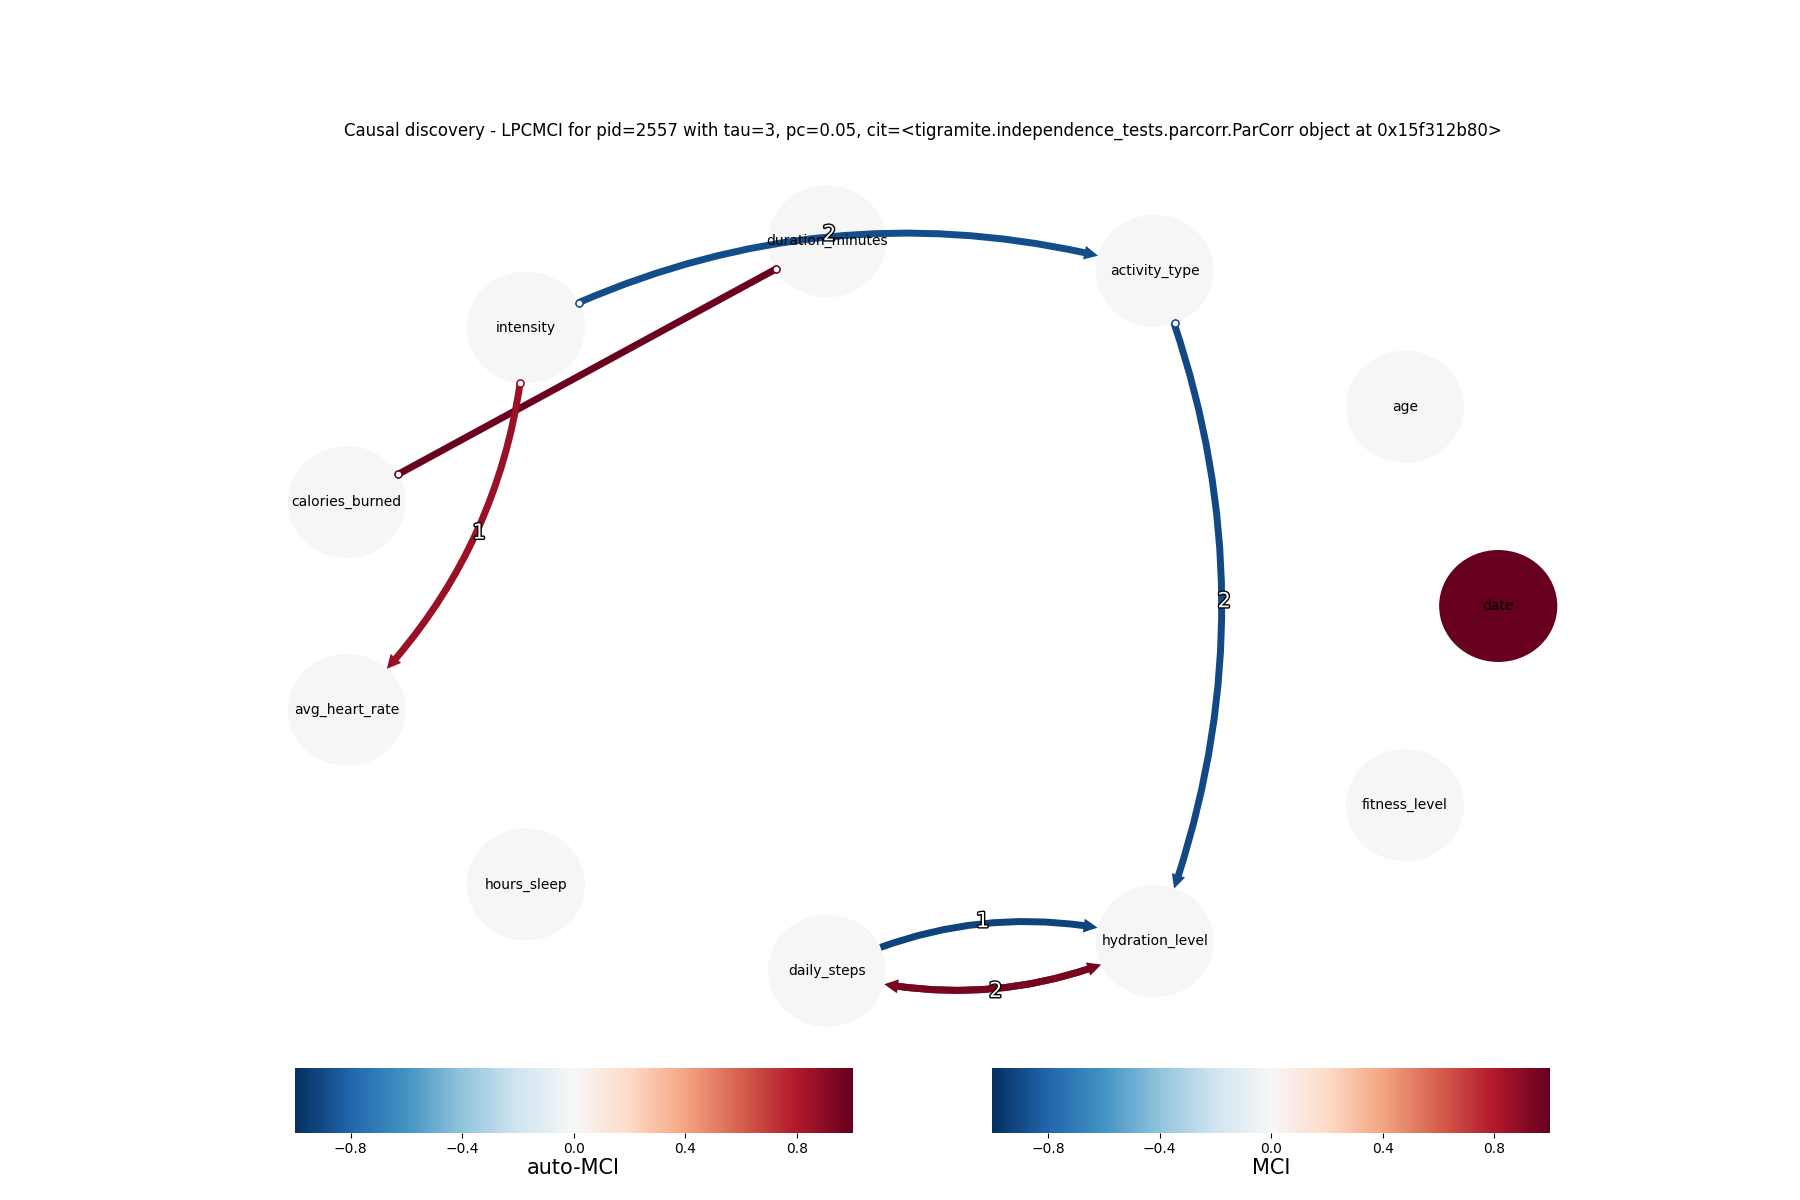 Causal discovery - LPCMCI for pid=2557 with tau=3, pc=0.05, cit=<tigramite.independence_tests.parcorr.ParCorr object at 0x15f312b80>
2
duration_minutes
activity_type
intensity
age
calories_burned
1
2
date
avg_heart_rate
fitness_level
hours_sleep
1
hydration_level
daily_steps
2
−0.8 −0.4 0.0 0.4 0.8
auto-MCI
−0.8 −0.4 0.0 0.4 0.8
MCI